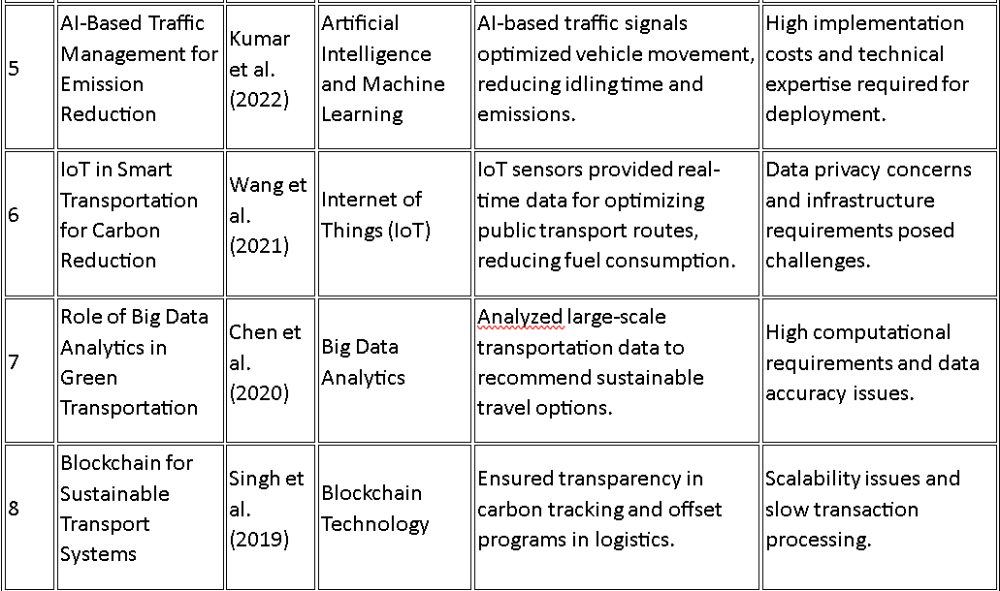 5
AI-Based Traffic
Management for
Emission
Reduction
Kumar
et al.
(2022)
Artificial
Intelligence
and Machine
Learning
AI-based traffic signals
optimized vehicle movement,
reducing idling time and
emissions.
High implementation
costs and technical
expertise required for
deployment.
6
IoT in Smart
Transportation
for Carbon
Reduction
Wang et
al.
(2021)
Internet of
Things (IoT)
IoT sensors provided real-
time data for optimizing
public transport routes,
reducing fuel consumption.
Data privacy concerns
and infrastructure
requirements posed
challenges.
7
Role of Big Data
Analytics in
Green
Transportation
Chen et
al.
(2020)
Big Data
Analytics
Analyzed large-scale
transportation data to
recommend sustainable
travel options.
High computational
requirements and data
accuracy issues.
8
Blockchain for
Sustainable
Transport
Systems
Singh et
al.
(2019)
Blockchain
Technology
Ensured transparency in
carbon tracking and offset
programs in logistics.
Scalability issues and
slow transaction
processing.